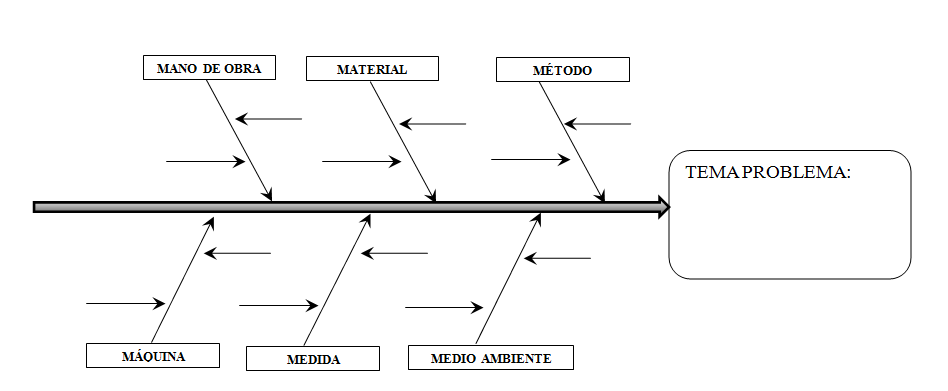 MANO DE OBRA
MATERIAL
MÉTODO
TEMA PROBLEMA:
MÁQUINA
MEDIDA
MEDIO AMBIENTE